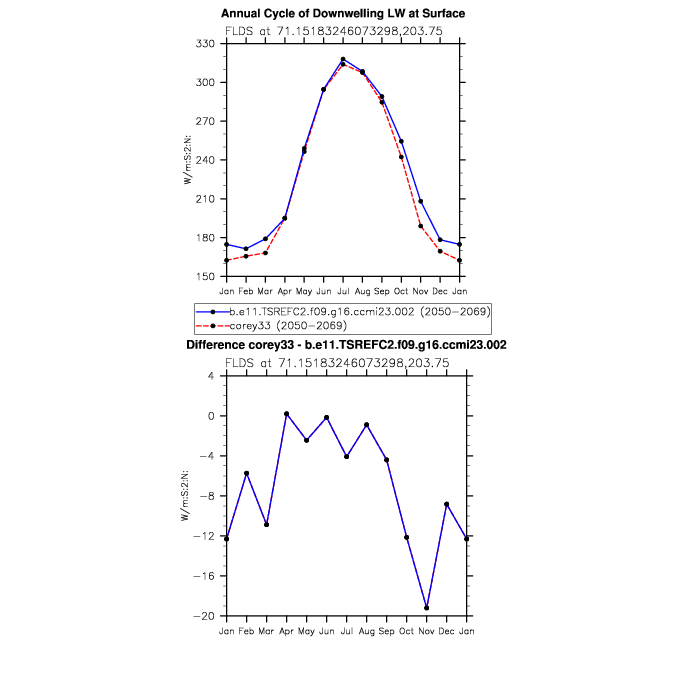 Annual Cycle of Downwelling LW at Surface
FLDS at 71.15183246073298,203.75
330
300
270
240
210
180
150
W/m:S:2:N:
Jan Feb Mar Apr May Jun Jul Aug Sep Oct Nov Dec Jan
b.e11.TSREFC2.f09.g16.ccmi23.002 (2050-2069)
corey33 (2050-2069)
Difference corey33 - b.e11.TSREFC2.f09.g16.ccmi23.002
FLDS at 71.15183246073298,203.75
4
0
-4
-8
-12
-16
-20
W/m:S:2:N:
Jan Feb Mar Apr May Jun Jul Aug Sep Oct Nov Dec Jan